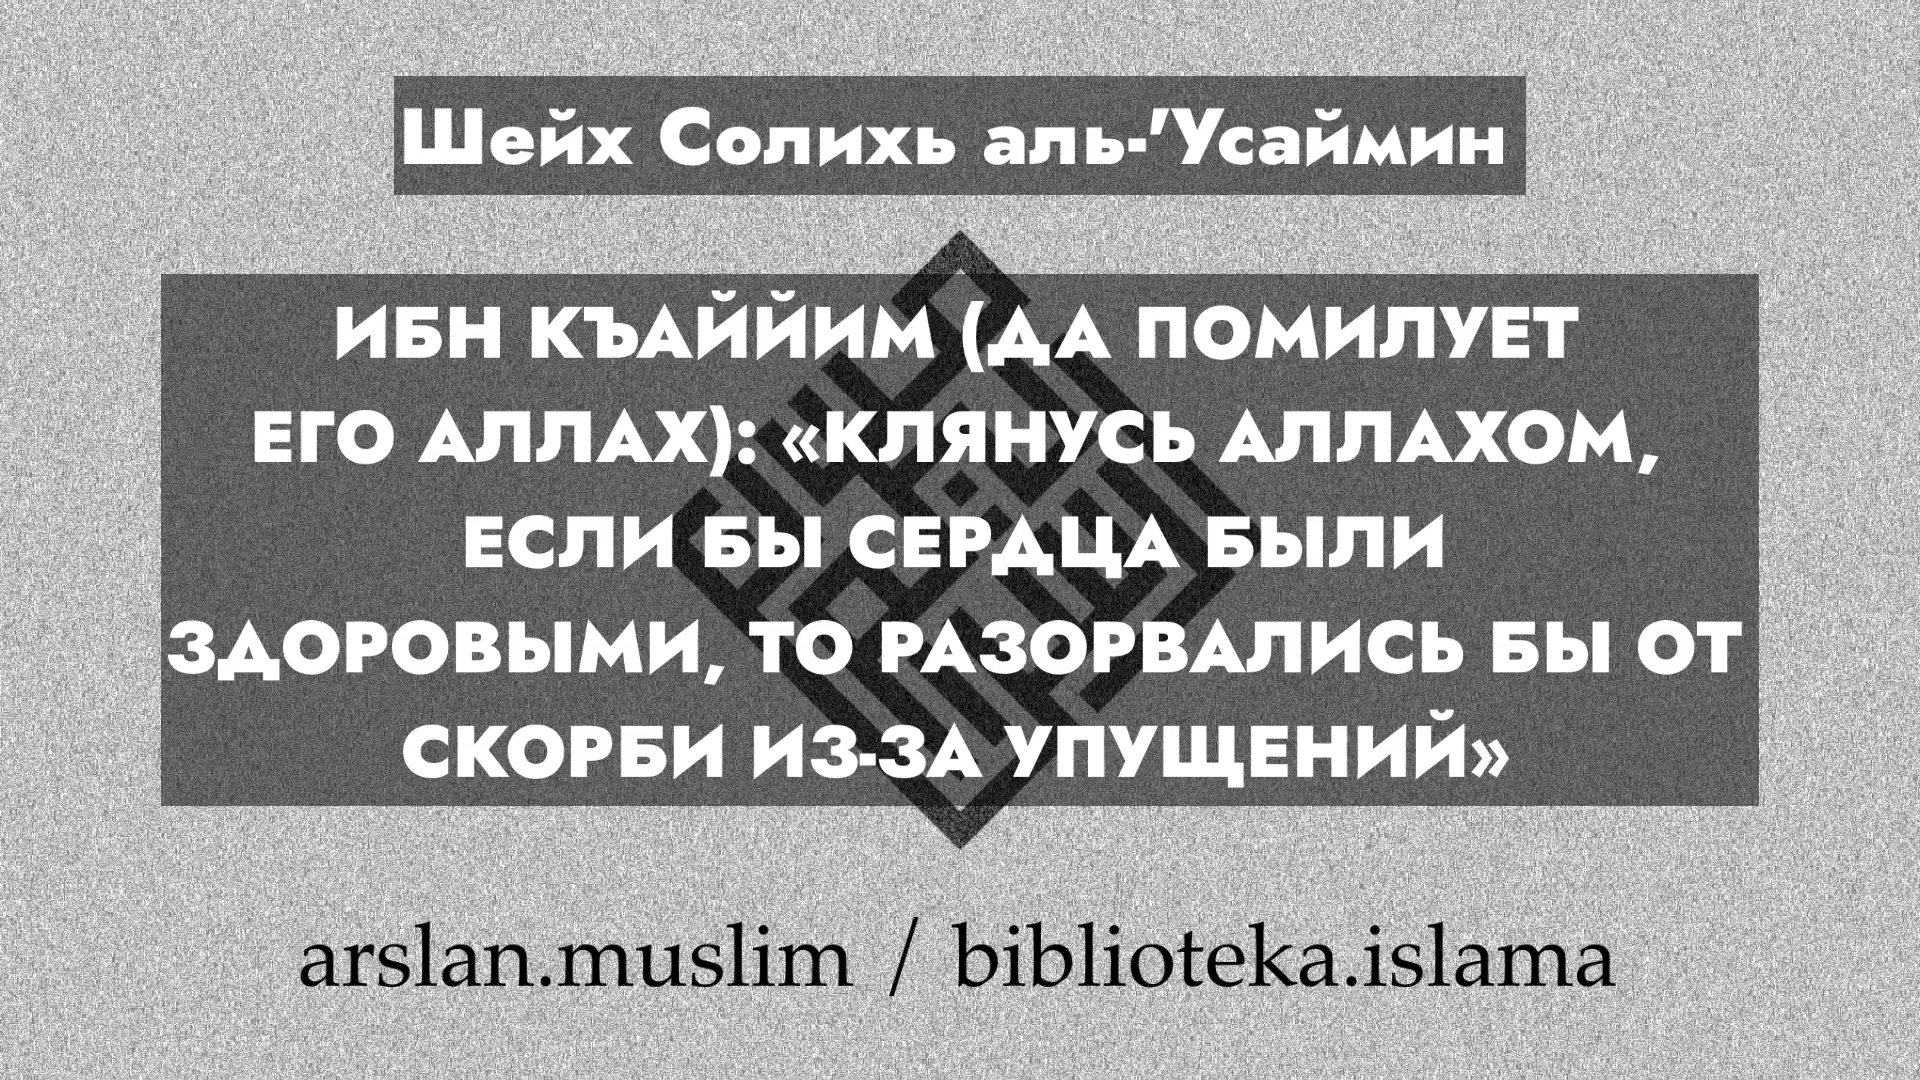 Шейх Солихь аль-'Усаймин
ИБН КЪАЙЙИМ (ДА ПОМИЛУЕТ
ЕГО АЛЛАХ): «КЛЯНУСЬ АЛЛАХОМ,
ЕСЛИ БЫ СЕРДЦА БЫЛИ
ЗДОРОВЫМИ, ТО РАЗОРВАЛИСЬ БЫ ОТ
СКОРБИ ИЗ-ЗА УПУЩЕНИЙ»
arslan.muslim / biblioteka.islama